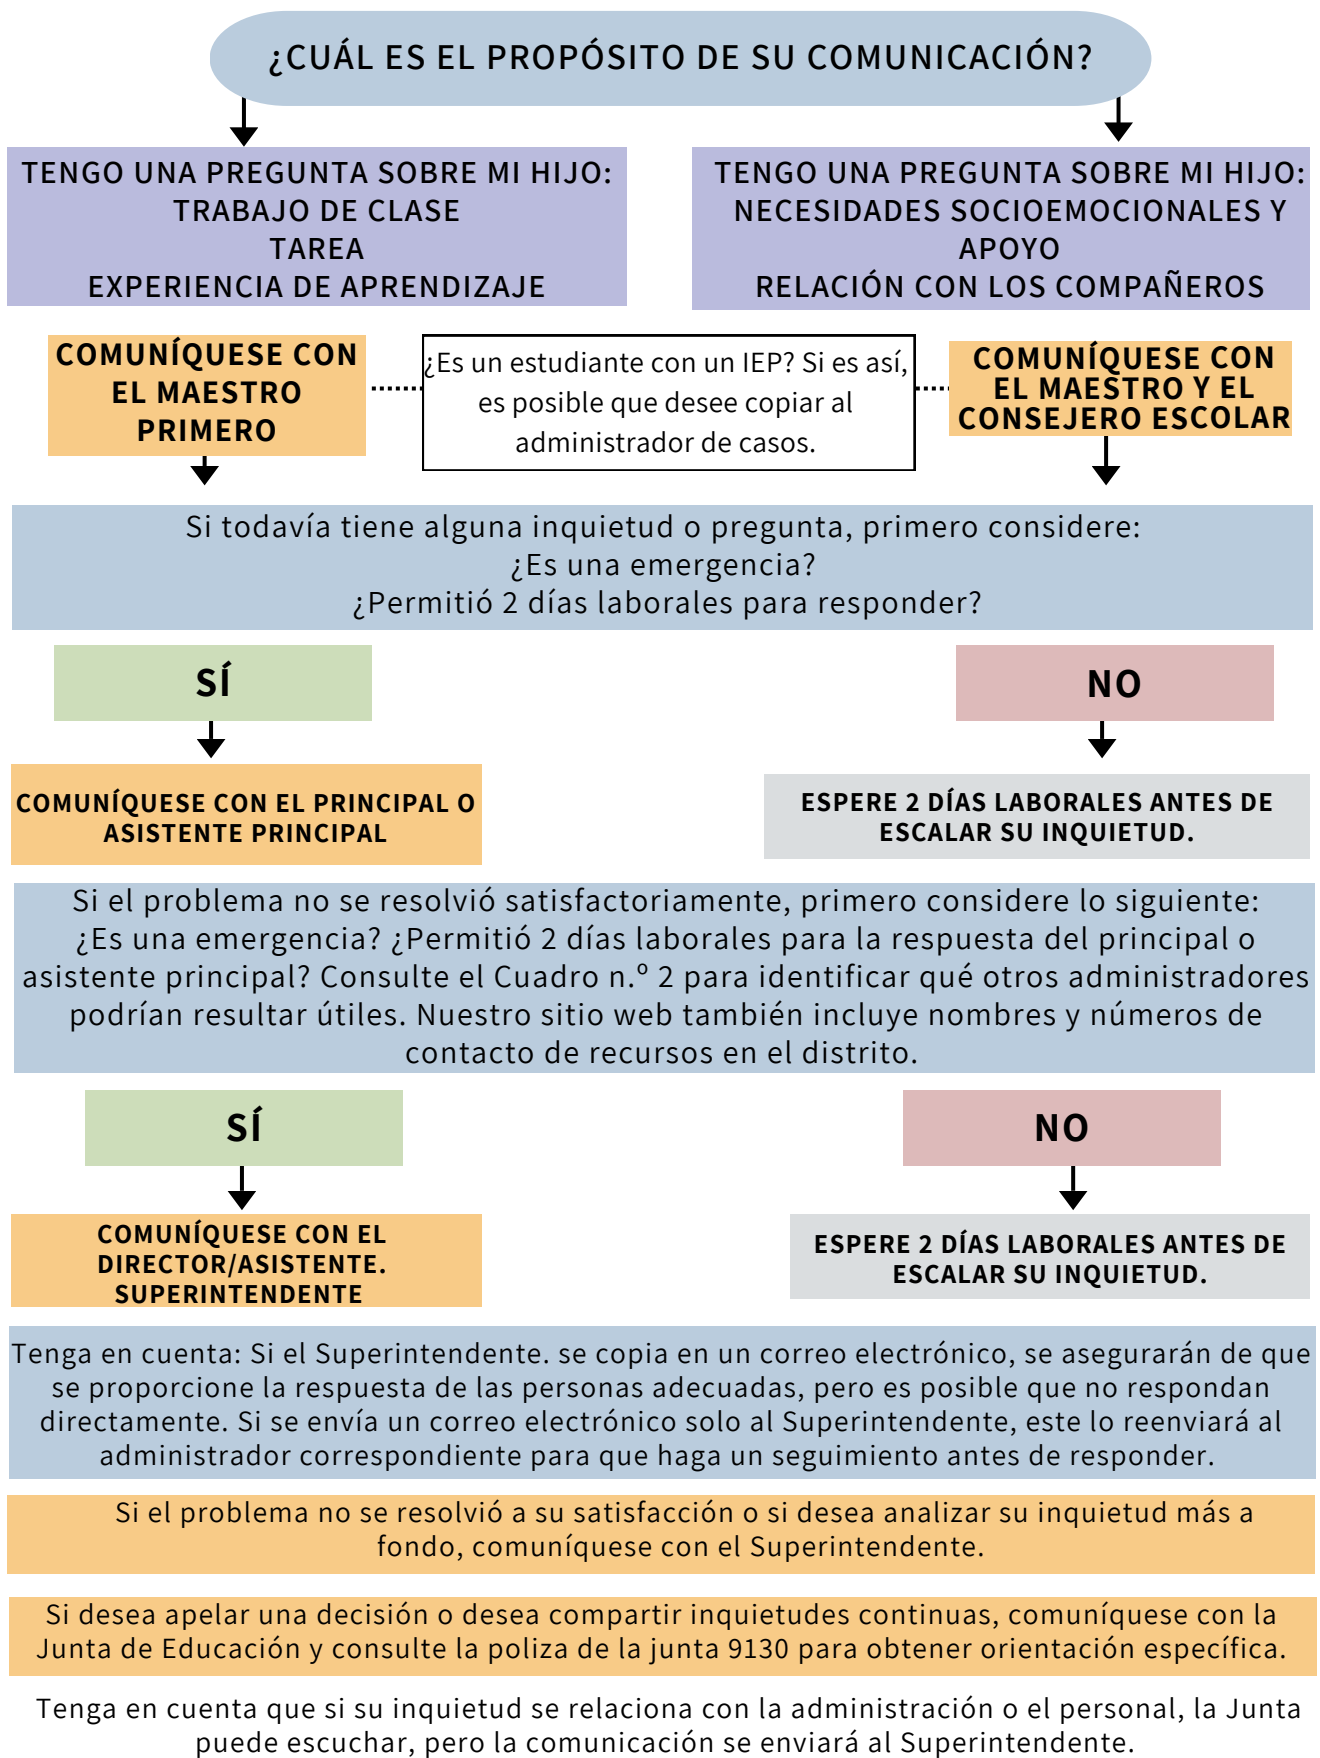 ¿CUÁL ES EL PROPÓSITO DE SU COMUNICACIÓN?
TENGO UNA PREGUNTA SOBRE MI HIJO:
TRABAJO DE CLASE
TAREA
EXPERIENCIA DE APRENDIZAJE
TENGO UNA PREGUNTA SOBRE MI HIJO:
NECESIDADES SOCIOEMOCIONALES Y
APOYO
RELACIÓN CON LOS COMPAÑEROS
COMUNÍQUESE CON
EL MAESTRO
PRIMERO
¿Es un estudiante con un IEP? Si es así,
es posible que desee copiar al
administrador de casos.
COMUNÍQUESE CON
EL MAESTRO Y EL
CONSEJERO ESCOLAR
Si todavía tiene alguna inquietud o pregunta, primero considere:
¿Es una emergencia?
¿Permitió 2 días laborales para responder?
SÍ
NO
COMUNÍQUESE CON EL PRINCIPAL O
ASISTENTE PRINCIPAL
ESPERE 2 DÍAS LABORALES ANTES DE
ESCALAR SU INQUIETUD.
Si el problema no se resolvió satisfactoriamente, primero considere lo siguiente:
¿Es una emergencia? ¿Permitió 2 días laborales para la respuesta del principal o
asistente principal? Consulte el Cuadro n.º 2 para identificar qué otros administradores
podrían resultar útiles. Nuestro sitio web también incluye nombres y números de
contacto de recursos en el distrito.
SÍ
NO
COMUNÍQUESE CON EL
DIRECTOR/ASISTENTE.
SUPERINTENDENTE
ESPERE 2 DÍAS LABORALES ANTES DE
ESCALAR SU INQUIETUD.
Tenga en cuenta: Si el Superintendente. se copia en un correo electrónico, se asegurarán de que
se proporcione la respuesta de las personas adecuadas, pero es posible que no respondan
directamente. Si se envía un correo electrónico solo al Superintendente, este lo reenviará al
administrador correspondiente para que haga un seguimiento antes de responder.
Si el problema no se resolvió a su satisfacción o si desea analizar su inquietud más a
fondo, comuníquese con el Superintendente.
Si desea apelar una decisión o desea compartir inquietudes continuas, comuníquese con la
Junta de Educación y consulte la poliza de la junta 9130 para obtener orientación específica.
Tenga en cuenta que si su inquietud se relaciona con la administración o el personal, la Junta
puede escuchar, pero la comunicación se enviará al Superintendente.